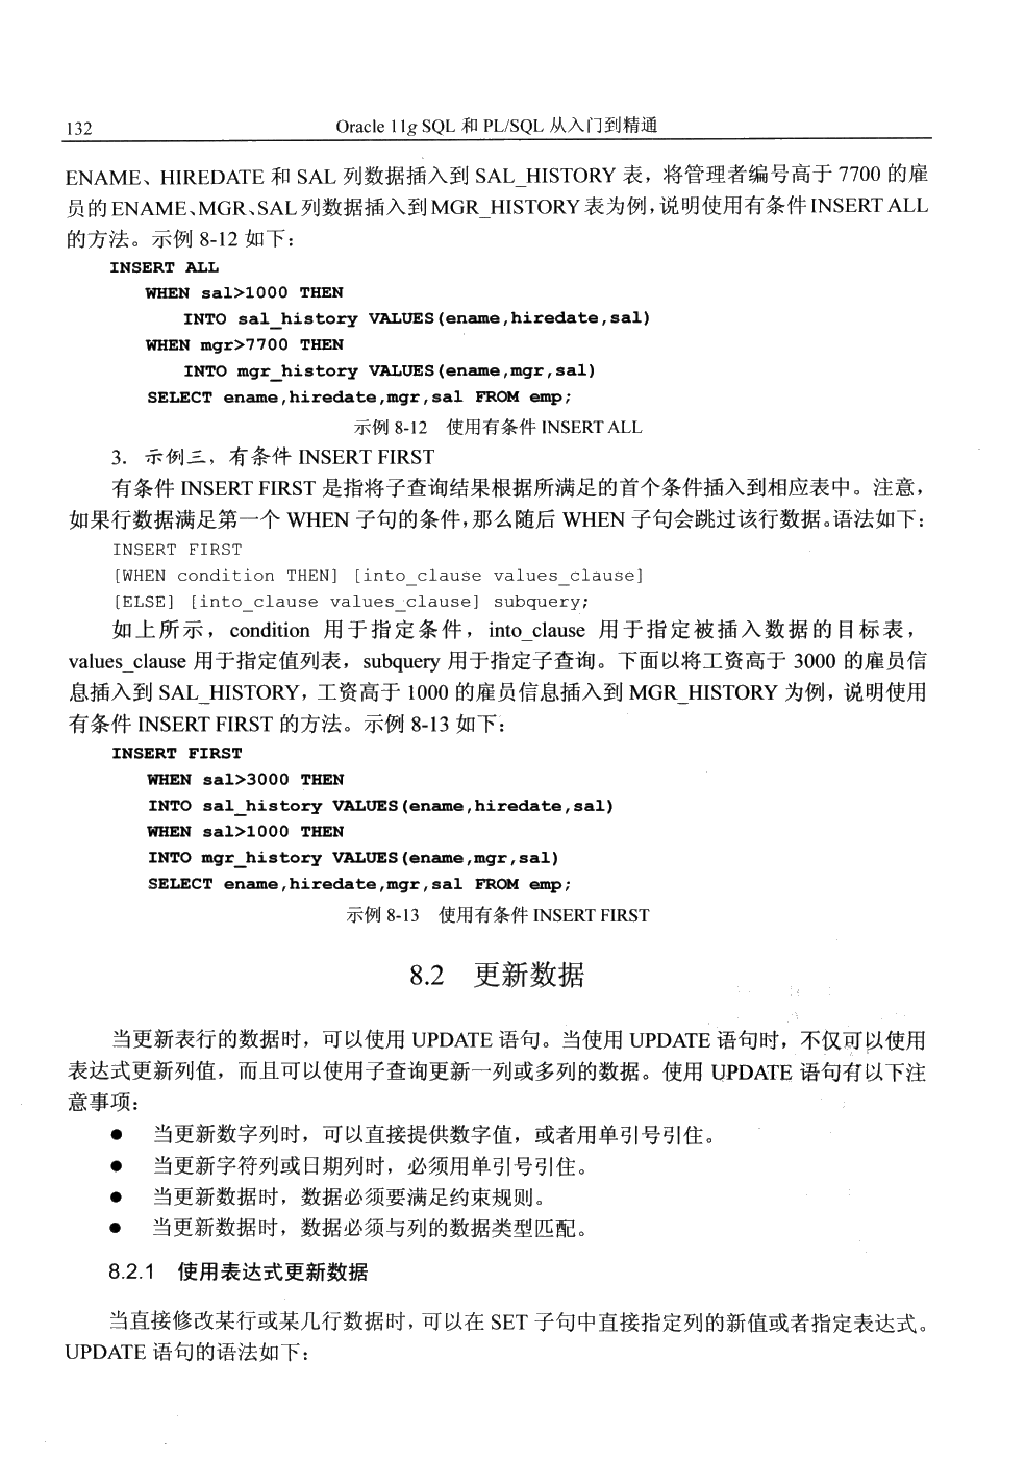 132
Oracle 11g SQL 和 PL/SQL 从入门到精通
ENAME、HIREDATE 和 SAL 列数据插入到 SAL_HISTORY 表，将管理者编号高于 7700 的雇
员的 ENAME、MGR、SAL 列数据插入到 MGR_HISTORY 表为例，说明使用有条件 INSERT ALL
的方法。示例 8-12 如下：
INSERT ALL
WHEN sal>1000 THEN
INTO sal_history VALUES(ename,hiredate,sal)
WHEN mgr>7700 THEN
INTO mgr_history VALUES(ename,mgr,sal)
SELECT ename,hiredate,mgr,sal FROM emp;
示例 8-12 使用有条件 INSERT ALL
3. 示例三，有条件 INSERT FIRST
有条件 INSERT FIRST 是指将子查询结果根据所满足的首个条件插入到相应表中。注意，
如果行数据满足第一个 WHEN 子句的条件，那么随后 WHEN 子句会跳过该行数据。语法如下：
INSERT FIRST
[WHEN condition THEN] [into_clause values_clause]
[ELSE] [into_clause values_clause] subquery;
如上所示，condition 用于指定条件，into_clause 用于指定被插入数据的目标表，
values_clause 用于指定值列表，subquery 用于指定子查询。下面以将工资高于 3000 的雇员信
息插入到 SAL_HISTORY，工资高于 1000 的雇员信息插入到 MGR_HISTORY 为例，说明使用
有条件 INSERT FIRST 的方法。示例 8-13 如下：
INSERT FIRST
WHEN sal>3000 THEN
INTO sal_history VALUES(ename,hiredate,sal)
WHEN sal>1000 THEN
INTO mgr_history VALUES(ename,mgr,sal)
SELECT ename,hiredate,mgr,sal FROM emp;
示例 8-13 使用有条件 INSERT FIRST
8.2 更新数据
当更新表行的数据时，可以使用 UPDATE 语句。当使用 UPDATE 语句时，不仅可以使用
表达式更新列值，而且可以使用子查询更新一列或多列的数据。使用 UPDATE 语句有以下注
意事项：
● 当更新数字列时，可以直接提供数字值，或者用单引号引住。
● 当更新字符列或日期列时，必须用单引号引住。
● 当更新数据时，数据必须要满足约束规则。
● 当更新数据时，数据必须与列的数据类型匹配。
8.2.1 使用表达式更新数据
当直接修改某行或某几行数据时，可以在 SET 子句中直接指定列的新值或者指定表达式。
UPDATE 语句的语法如下：